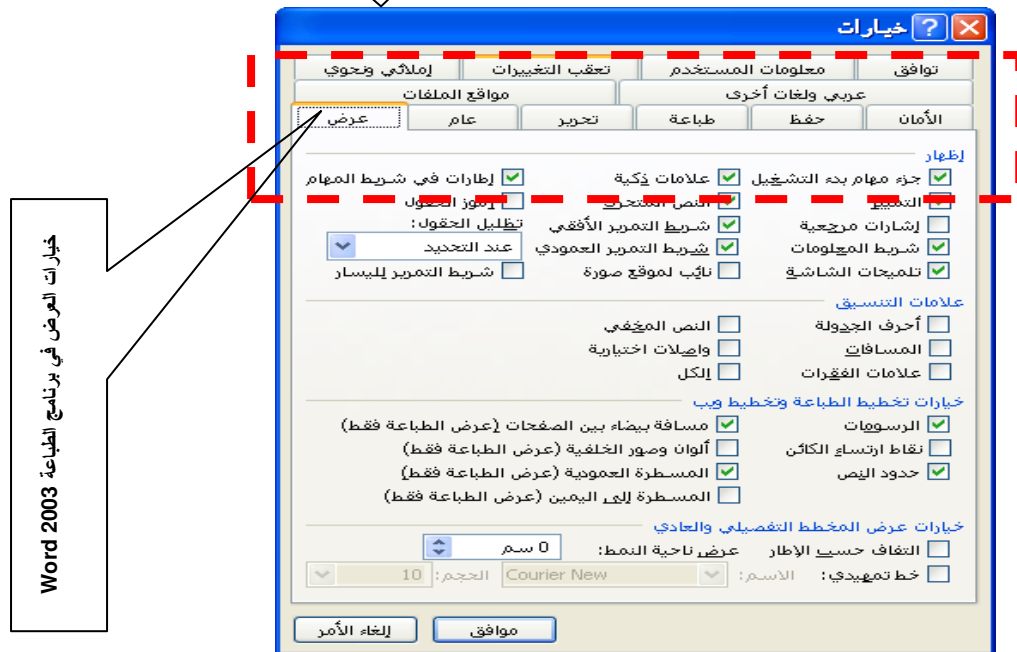 خيارات
توافق معلومات المستخدم تعقب التغييرات إملائي ونحوي
عربي ولغات أخرى مواقع الملفات
الأمان حفظ طباعة تحرير عام عرض
إظهار
جزء مهام بدء التشغيل علامات ذكية إطارات في شريط المهام
التمييز النص المتحرك رموز الحقول
إشارات مرجعية شريط التمرير الأفقي تظليل الحقول:
شريط المعلومات شريط التمرير العمودي عند التحديد
تلميحات الشاشة نائب لموقع صورة شريط التمرير لليسار
علامات التنسيق
أحرف الجدولة النص المخفي
المسافات واصلات اختيارية
علامات الفقرات الكل
خيارات تخطيط الطباعة وتخطيط ويب
الرسومات مسافة بيضاء بين الصفحات (عرض الطباعة فقط)
نقاط ارتساء الكائن ألوان وصور الخلفية (عرض الطباعة فقط)
حدود النص المسطرة العمودية (عرض الطباعة فقط)
المسطرة إلى اليمين (عرض الطباعة فقط)
خيارات عرض المخطط التفصيلي والعادي
التفاف حسب الإطار عرض ناحية النمط: 0 سم
خط تمهيدي: الاسم: Courier New الحجم: 10
موافق إلغاء الأمر
خيارات العرض في برنامج الطباعة Word 2003